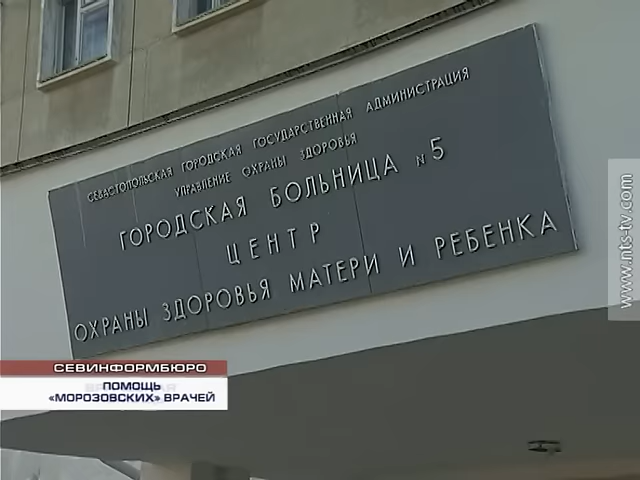 СЕВАСТОПОЛЬСКАЯ ГОРОДСКАЯ ГОСУДАРСТВЕННАЯ АДМИНИСТРАЦИЯ
УПРАВЛЕНИЕ ОХРАНЫ ЗДОРОВЬЯ
ГОРОДСКАЯ БОЛЬНИЦА N 5
ЦЕНТР
ОХРАНЫ ЗДОРОВЬЯ МАТЕРИ И РЕБЕНКА
www.nts-tv.com
СЕВИНФОРМБЮРО
ПОМОЩЬ
«МОРОЗОВСКИХ» ВРАЧЕЙ